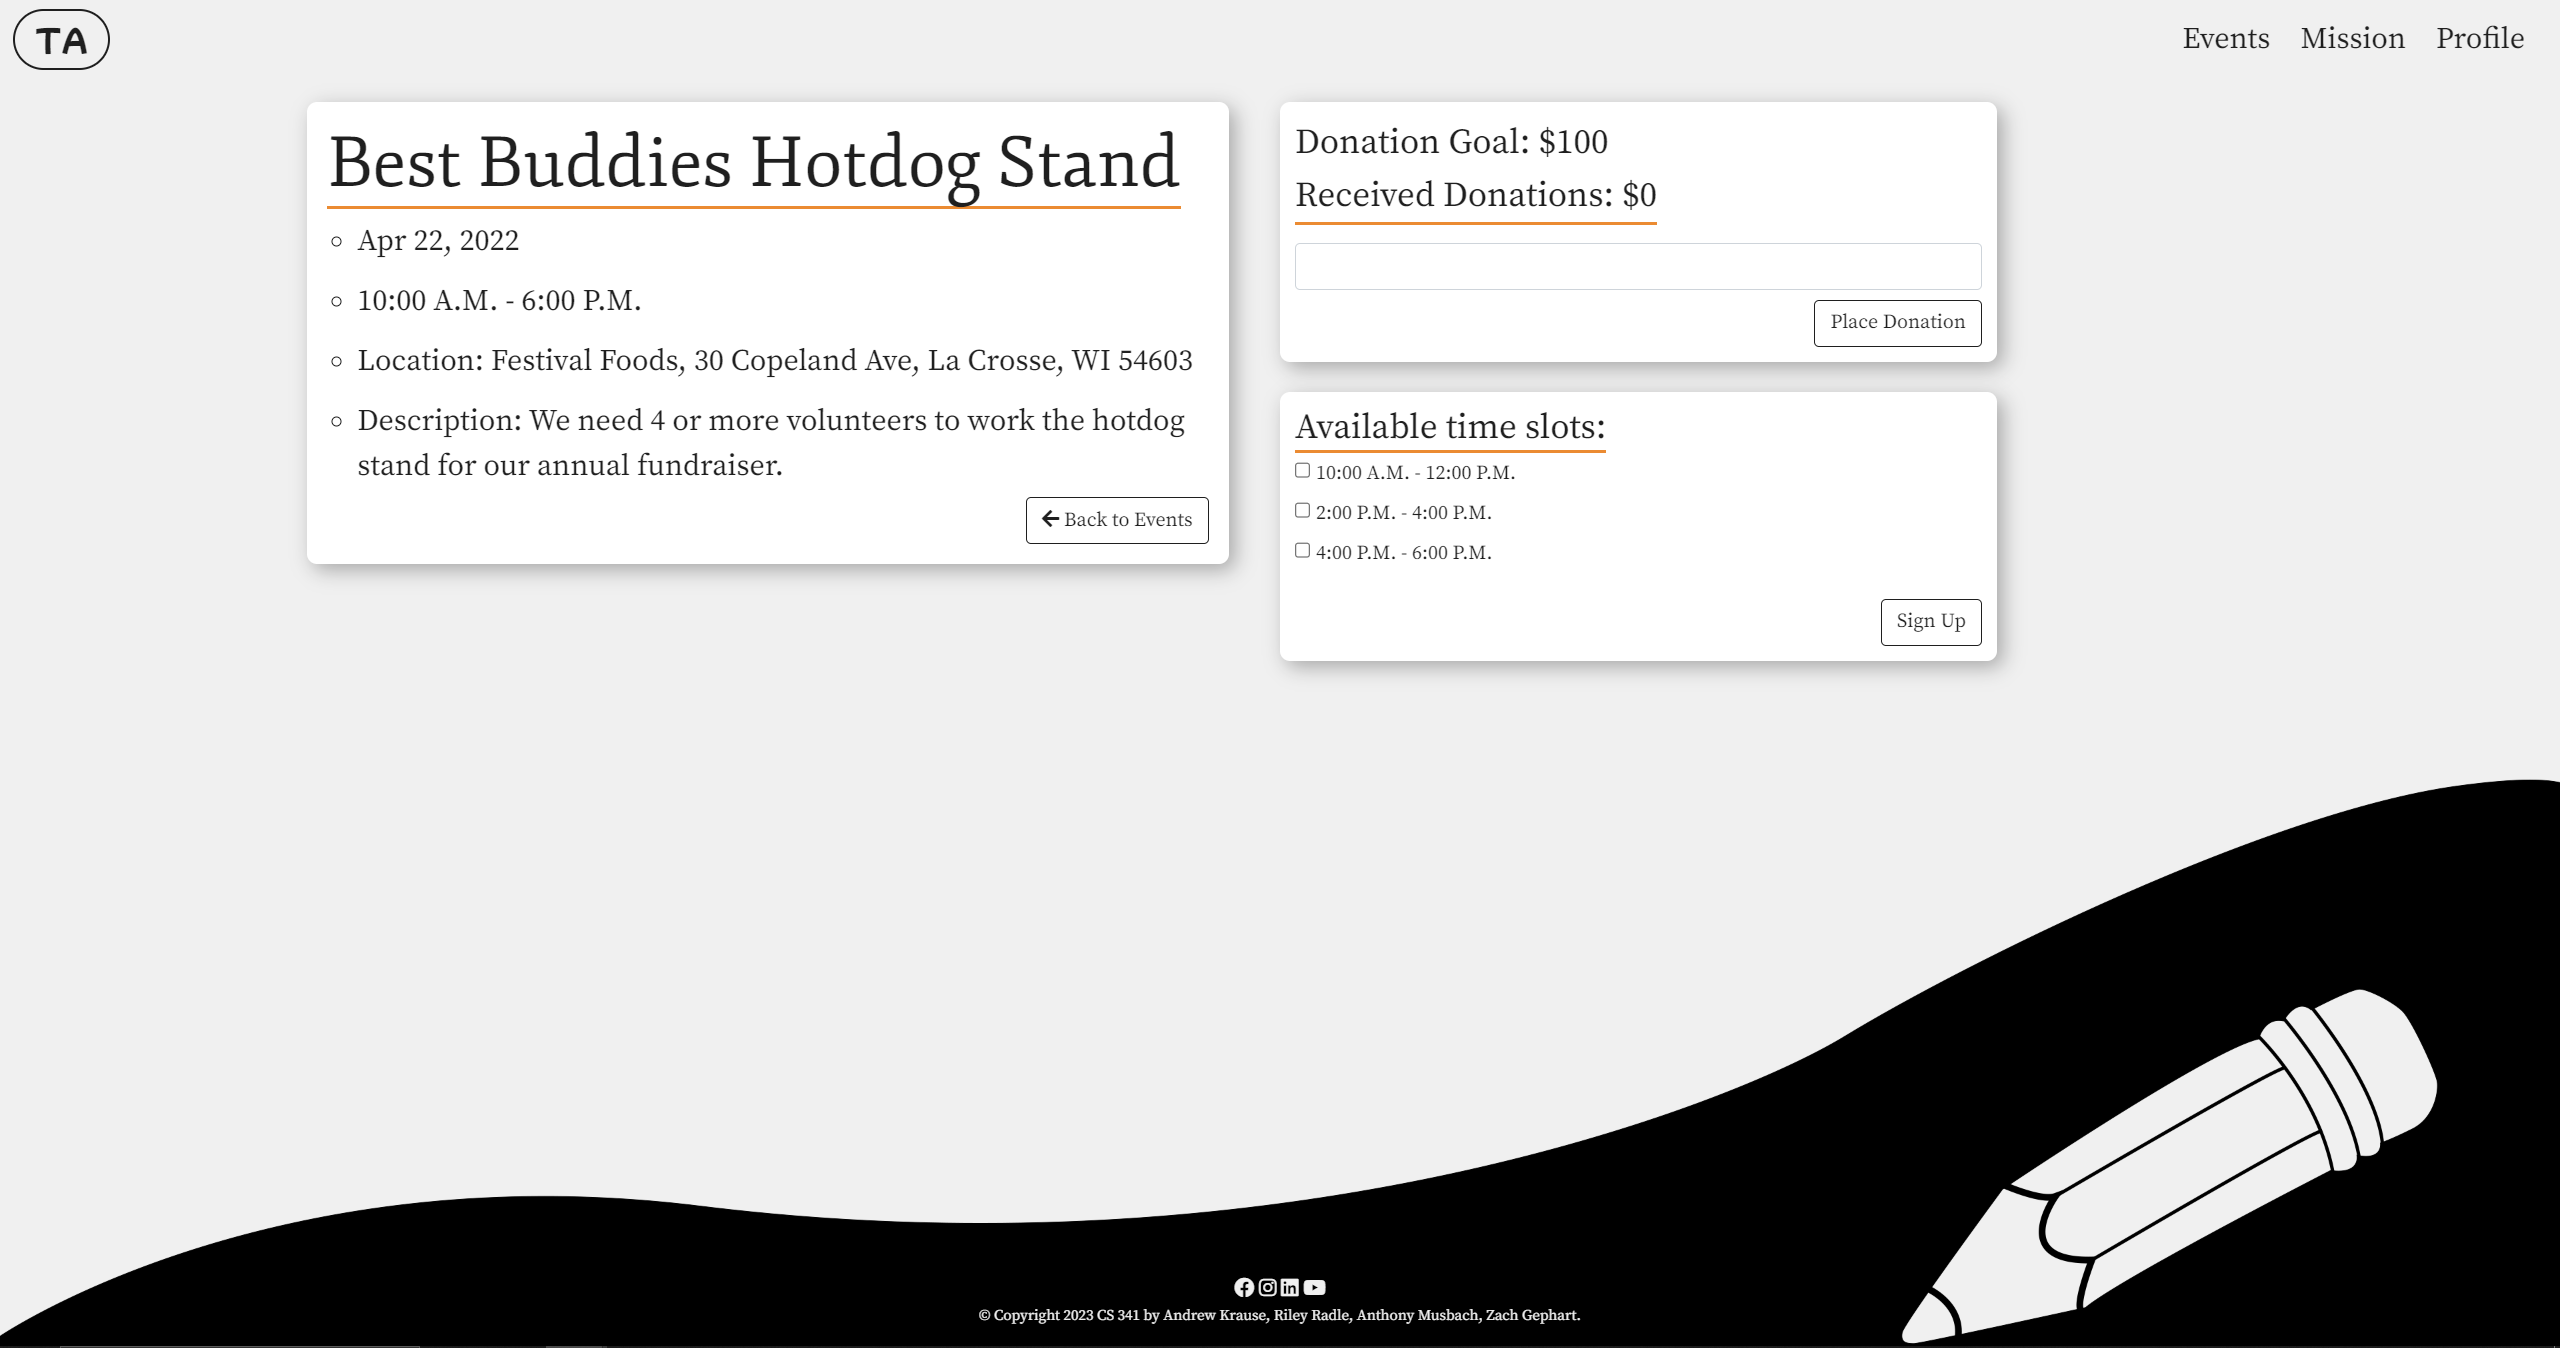 TA
Events
Mission
Profile
Best Buddies Hotdog Stand
Apr 22, 2022
10:00 A.M. - 6:00 P.M.
Location: Festival Foods, 30 Copeland Ave, La Crosse, WI 54603
Description: We need 4 or more volunteers to work the hotdog
stand for our annual fundraiser.
Back to Events
Donation Goal: $100
Received Donations: $0
Place Donation
Available time slots:
10:00 A.M. - 12:00 P.M.
2:00 P.M. - 4:00 P.M.
4:00 P.M. - 6:00 P.M.
Sign Up
© Copyright 2023 CS 341 by Andrew Krause, Riley Radle, Anthony Musbach, Zach Gephart.